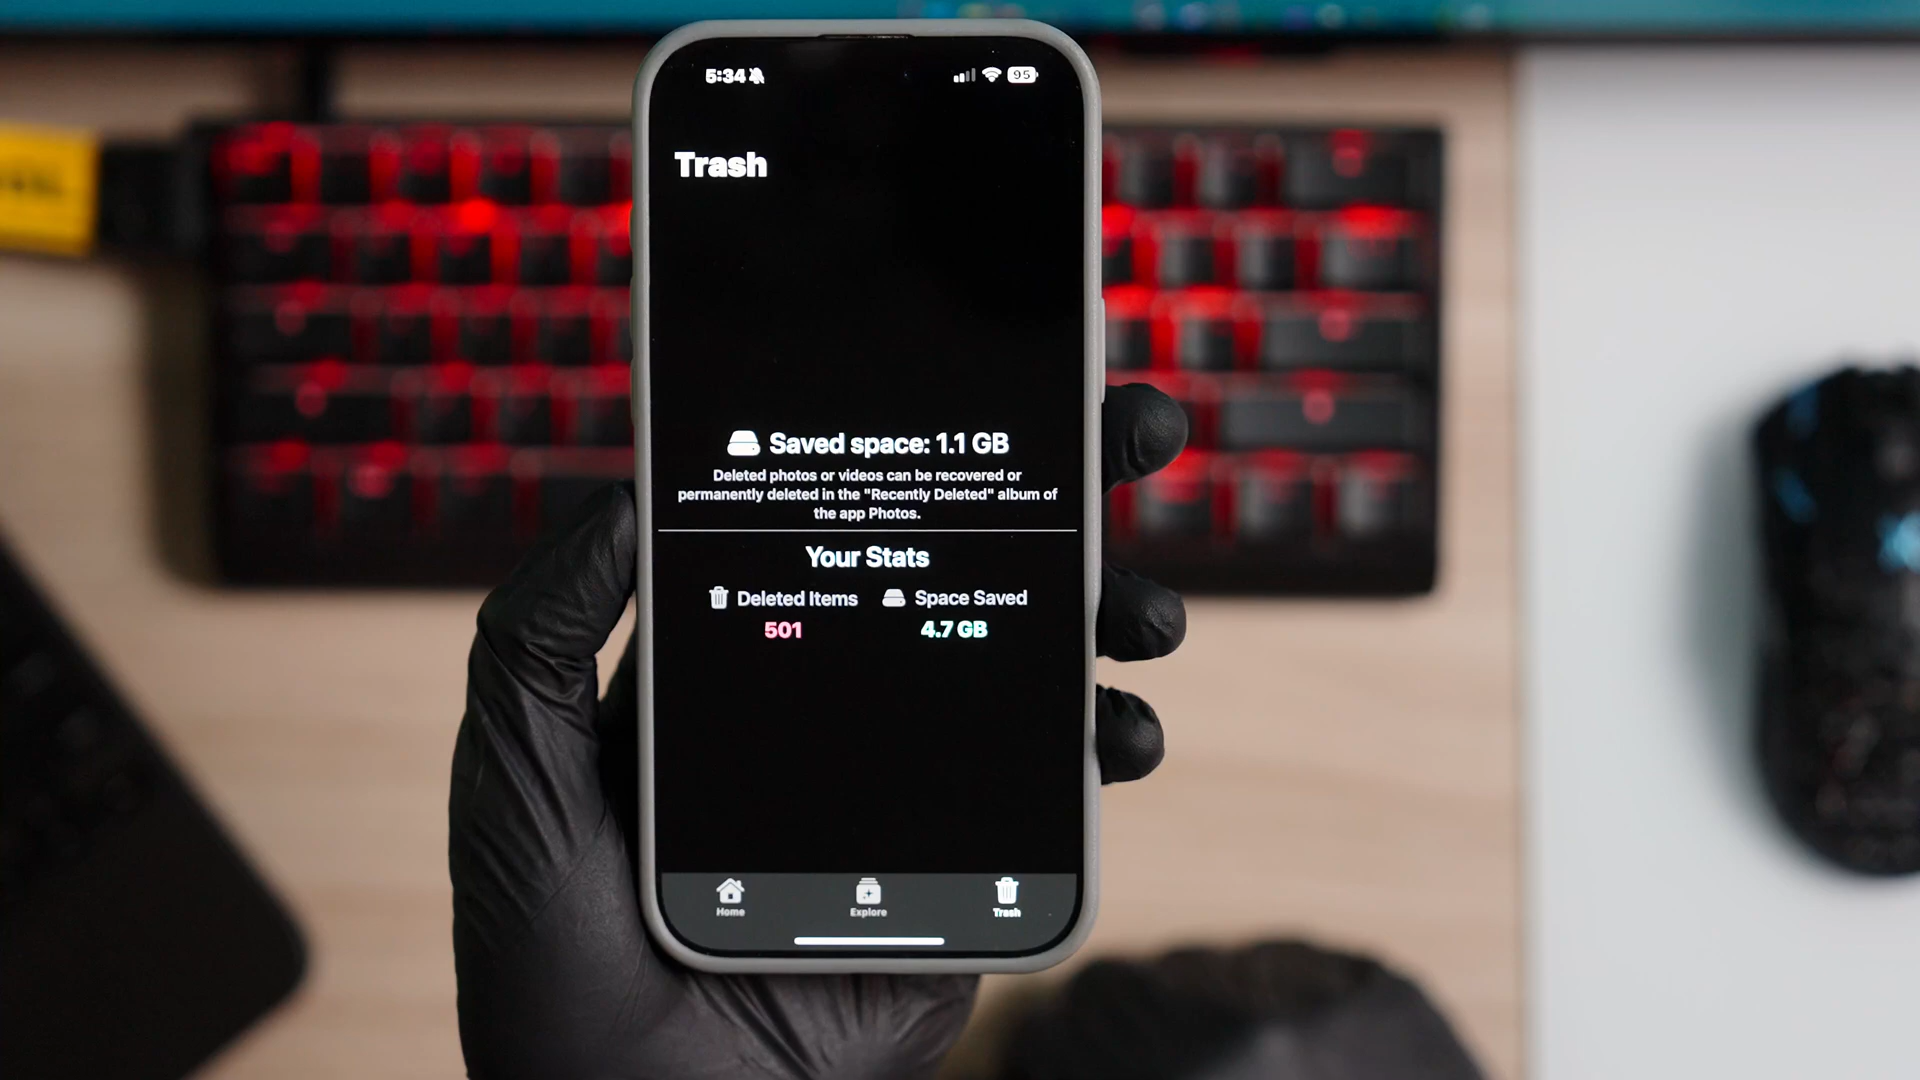 5:34
95
Trash
Saved space: 1.1 GB
Deleted photos or videos can be recovered or
permanently deleted in the "Recently Deleted" album of
the app Photos.
Your Stats
Deleted Items
Space Saved
501
4.7 GB
Home
Explore
Trash